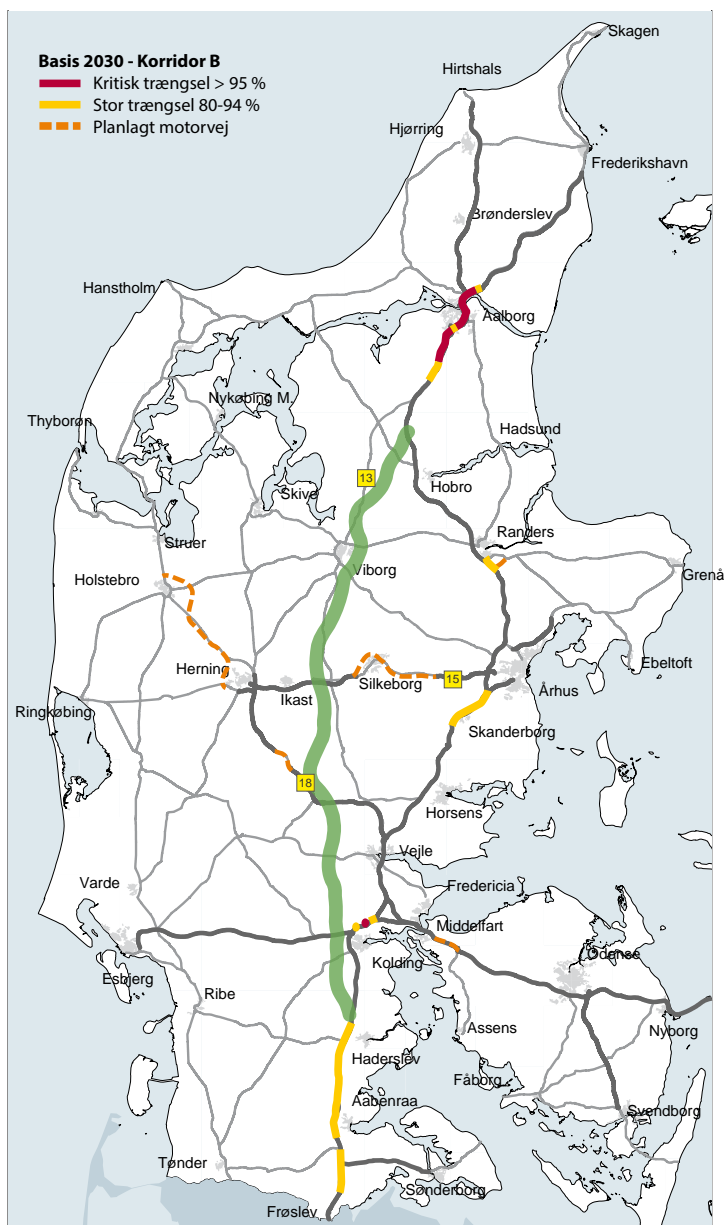 Skagen
Basis 2030 - Korridor B
Kritisk trængsel > 95 %
Stor trængsel 80-94 %
Planlagt motorvej
Hirtshals
Hjørring
Frederikshavn
Brønderslev
Hanstholm
Aalborg
Nykøbing M.
Thyborøn
Hadsund
13
Hobro
Skive
Randers
Struer
Viborg
Grenå
Holstebro
Herning
Silkeborg
15
Ebeltoft
Ikast
Århus
Ringkøbing
Skanderborg
18
Horsens
Vejle
Varde
Fredericia
Middelfart
Odense
Kolding
Esbjerg
Ribe
Assens
Nyborg
Haderslev
Fåborg
Aabenraa
Svendborg
Tønder
Sønderborg
Frøslev